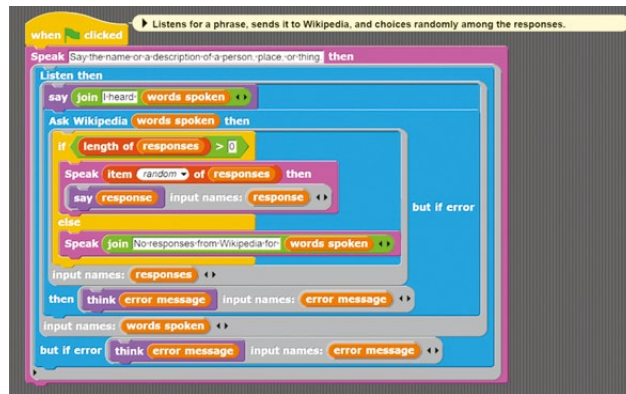 when clicked
Listens for a phrase, sends it to Wikipedia, and choices randomly among the responses.
Speak Say·the·name·or·a·description·of·a·person,·place,·or·thing. then
Listen then
say join I·heard· words spoken
Ask Wikipedia words spoken then
if length of responses > 0
Speak item random of responses then
say response input names: response
else
Speak join No·responses·from·Wikipedia·for· words spoken
input names: responses
but if error
then think error message input names: error message
input names: words spoken
but if error think error message input names: error message